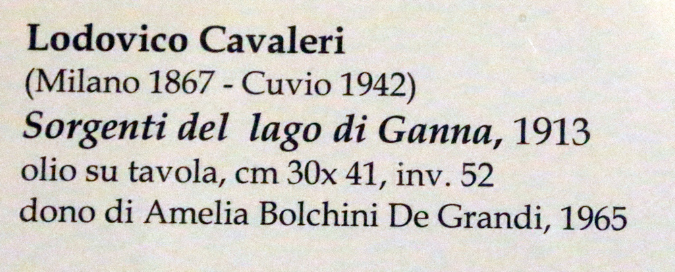 Lodovico Cavaleri
(Milano 1867 - Cuvio 1942)
Sorgenti del lago di Ganna, 1913
olio su tavola, cm 30x 41, inv. 52
dono di Amelia Bolchini De Grandi, 1965